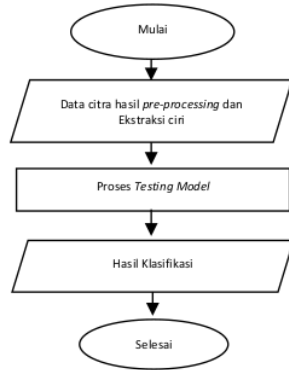 Mulai
Data citra hasil pre-processing dan
Ekstraksi ciri
Proses Testing Model
Hasil Klasifikasi
Selesai